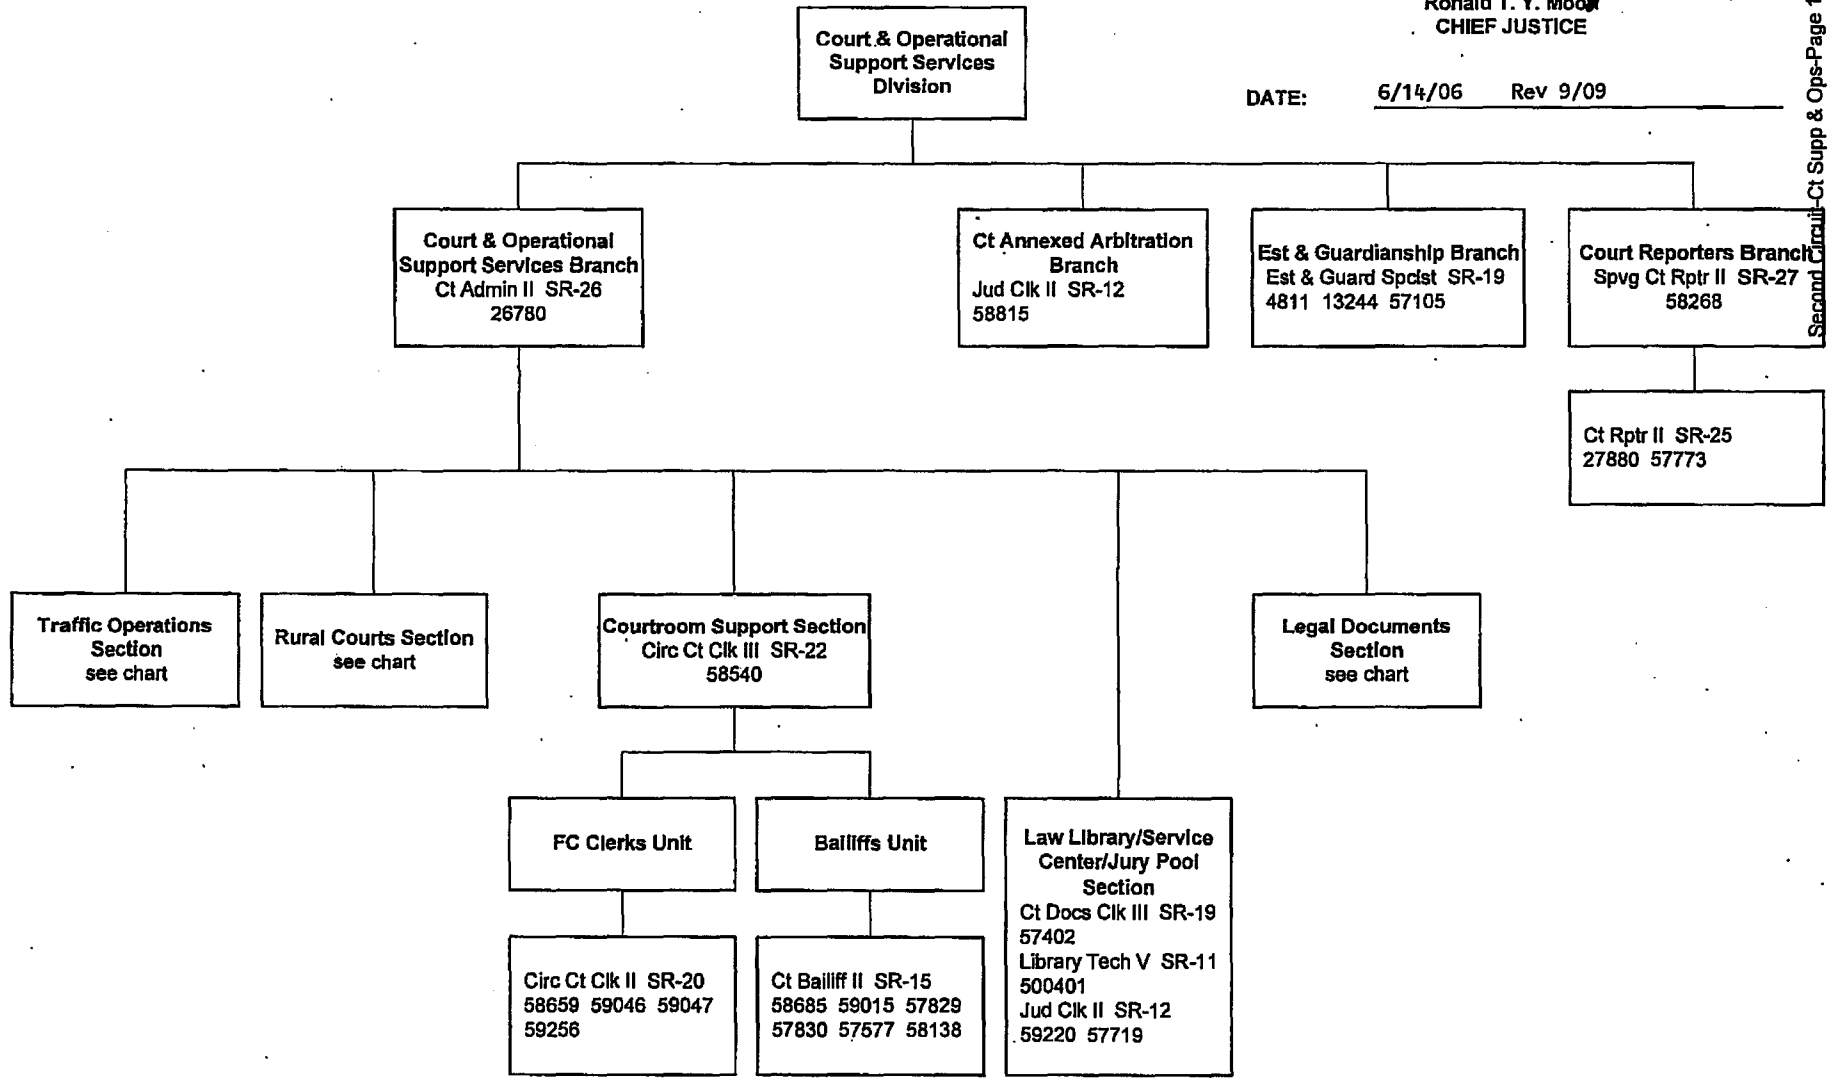 Ronald T. Y.
CHIEF JUSTICE
DATE: 6/14/06 Rev 9/09
Second Circuit-Ct Supp & Ops-Page 1
Court & Operational
Support Services
Division
Court & Operational
Support Services Branch
Ct Admin II SR-26
26780
Ct Annexed Arbitration
Branch
Jud Clk II SR-12
58815
Est & Guardianship Branch
Est & Guard Spclst SR-19
4811 13244 57105
Court Reporters Branch
Spvg Ct Rptr II SR-27
58268
Ct Rptr II SR-25
27880 57773
Traffic Operations
Section
see chart
Rural Courts Section
see chart
Courtroom Support Section
Circ Ct Clk III SR-22
58540
Legal Documents
Section
see chart
FC Clerks Unit
Bailiffs Unit
Circ Ct Clk II SR-20
58659 59046 59047
59256
Ct Bailiff II SR-15
58685 59015 57829
57830 57577 58138
Law Library/Service
Center/Jury Pool
Section
Ct Docs Clk III SR-19
57402
Library Tech V SR-11
500401
Jud Clk II SR-12
59220 57719